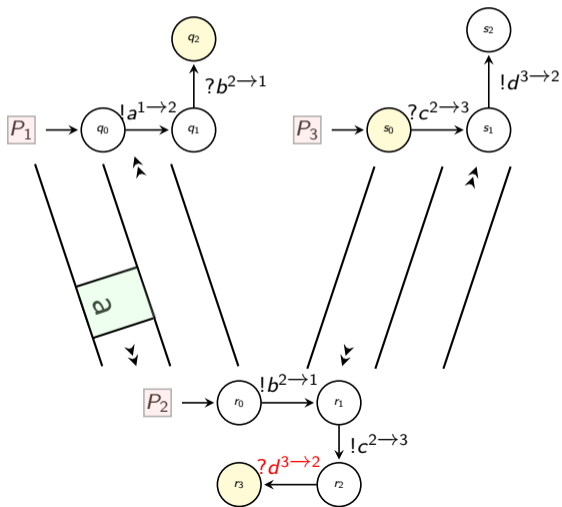 q₂
s₂
?b²→¹
!d³→²
P₁ q₀ !a¹→² q₁
P₃ s₀ ?c²→³ s₁
a
P₂ r₀ !b²→¹ r₁
!c²→³
r₃ ?d³→² r₂